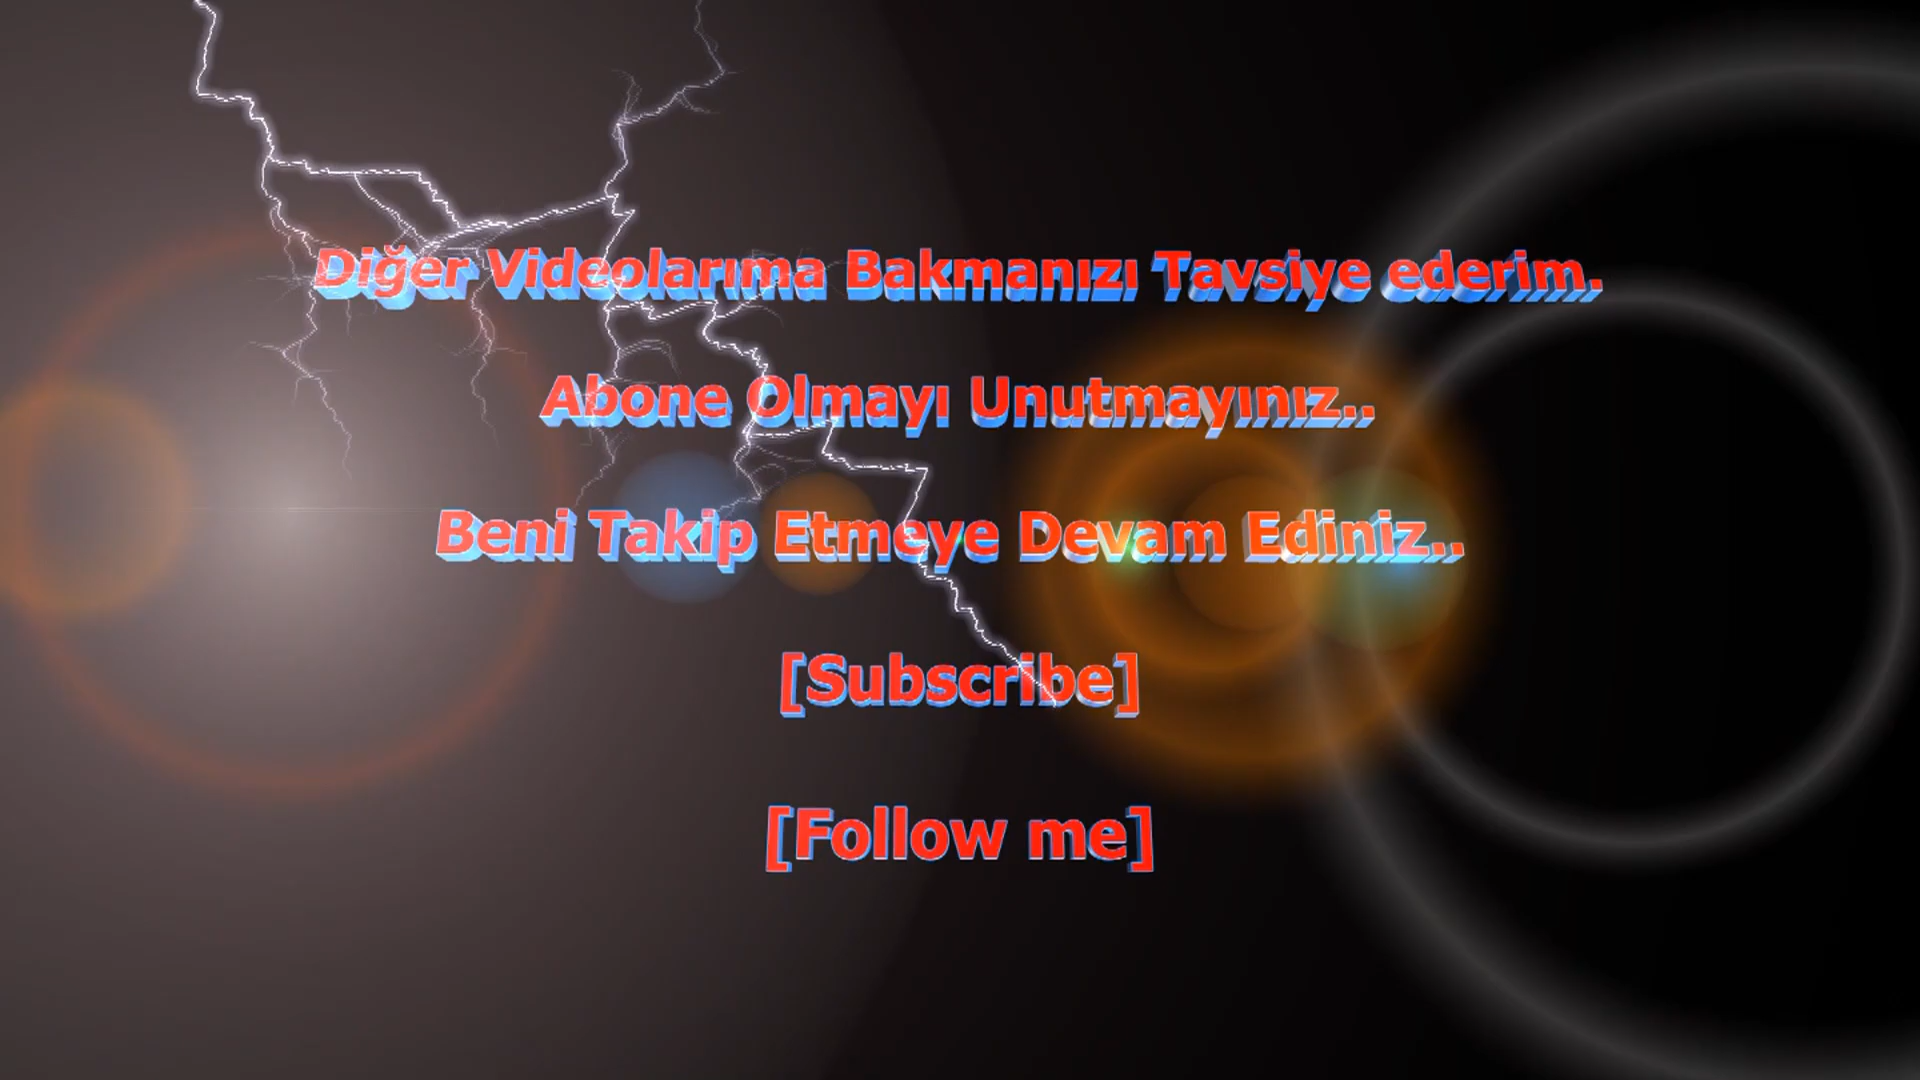 Diğer Videolarıma Bakmanızı Tavsiye ederim.
Abone Olmayı Unutmayınız..
Beni Takip Etmeye Devam Ediniz..
[Subscribe]
[Follow me]